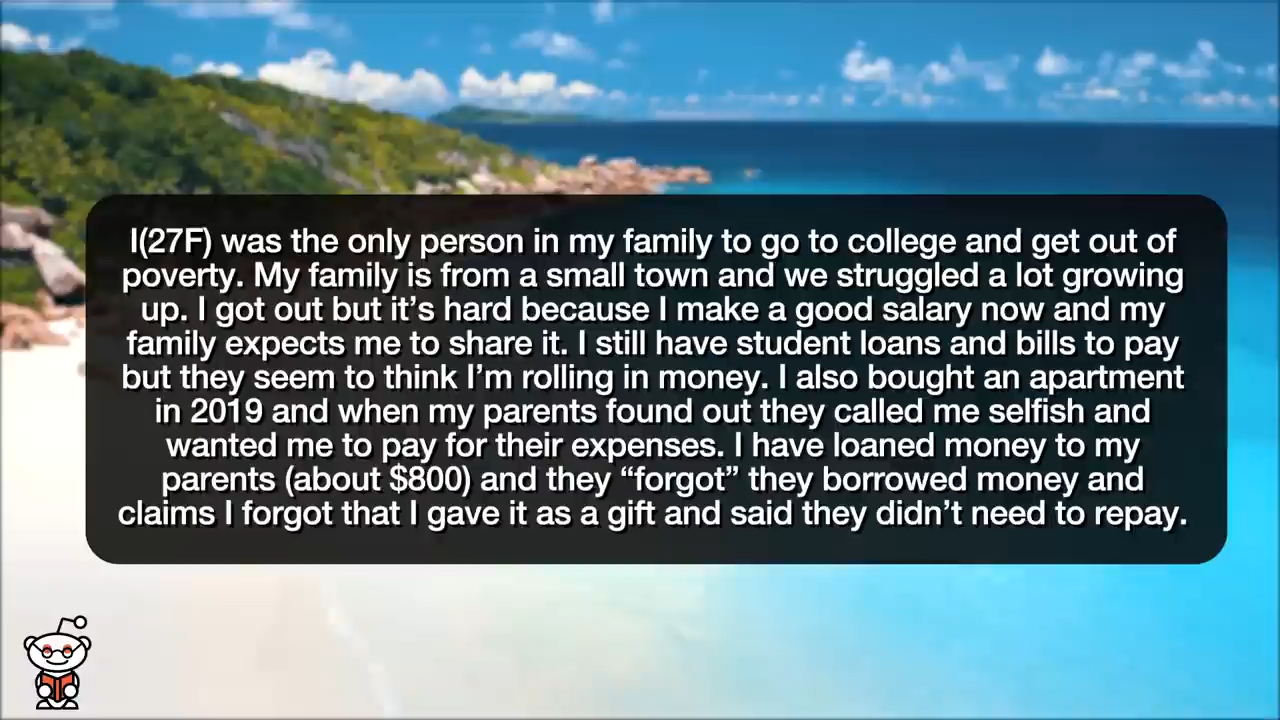 I(27F) was the only person in my family to go to college and get out of
poverty. My family is from a small town and we struggled a lot growing
up. I got out but it’s hard because I make a good salary now and my
family expects me to share it. I still have student loans and bills to pay
but they seem to think I’m rolling in money. I also bought an apartment
in 2019 and when my parents found out they called me selfish and
wanted me to pay for their expenses. I have loaned money to my
parents (about $800) and they “forgot” they borrowed money and
claims I forgot that I gave it as a gift and said they didn’t need to repay.